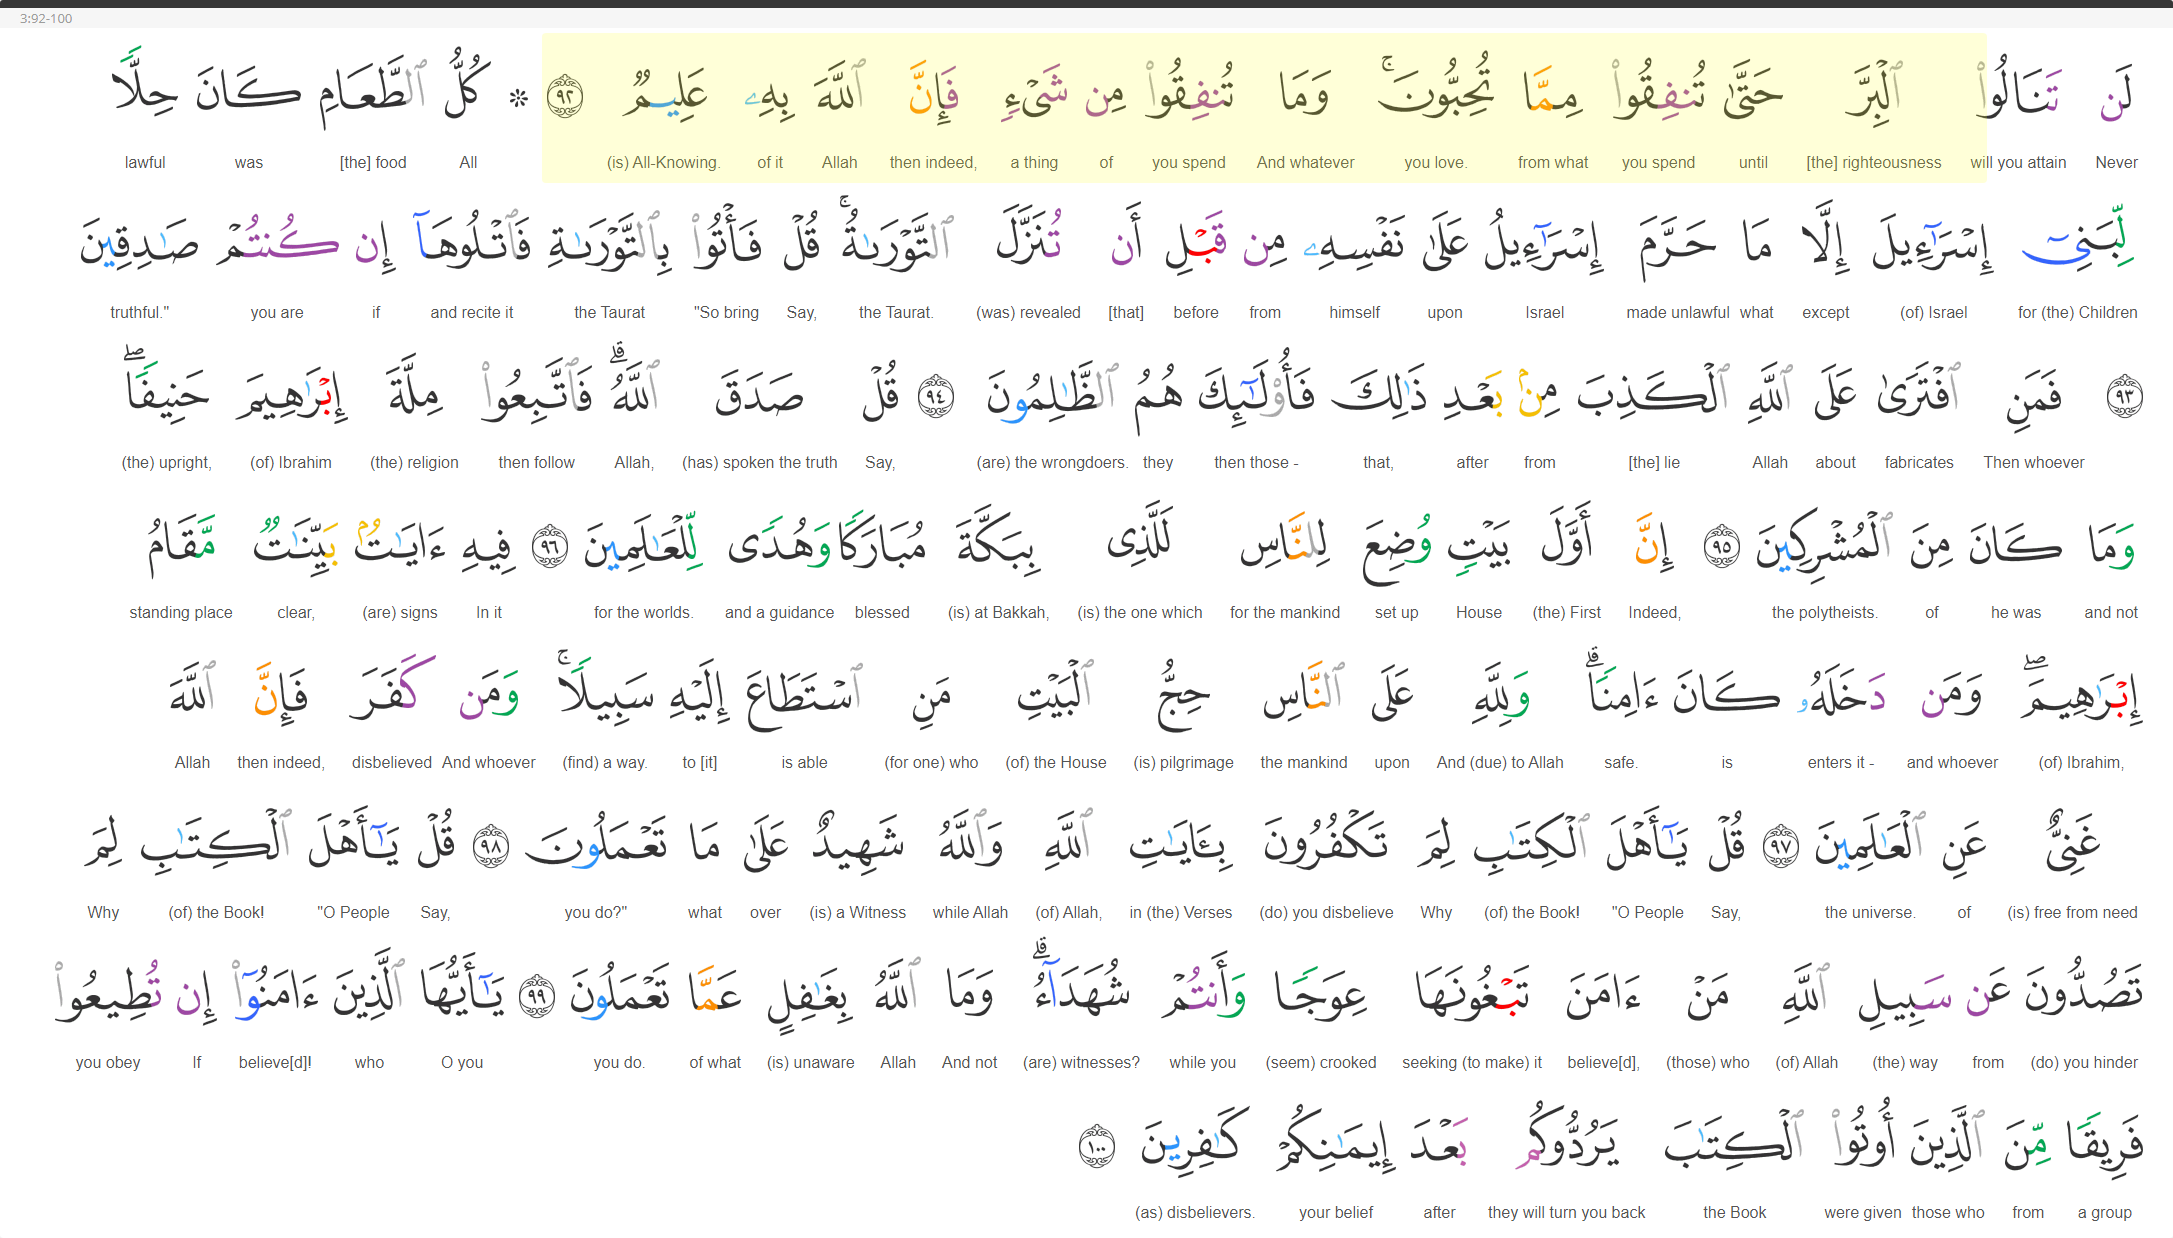 3:92-100
لَن تَنَالُوا۟ ٱلْبِرَّ حَتَّىٰ تُنفِقُوا۟ مِمَّا تُحِبُّونَ ۚ وَمَا تُنفِقُوا۟ مِن شَىْءٍ فَإِنَّ ٱللَّهَ بِهِۦ عَلِيمٌ ٩٢ ۞ كُلُّ ٱلطَّعَامِ كَانَ حِلًّا
Never will you attain [the] righteousness until you spend from what you love. And whatever you spend of a thing then indeed, Allah of it (is) All-Knowing. All [the] food was lawful
لِّبَنِىٓ إِسْرَٰٓءِيلَ إِلَّا مَا حَرَّمَ إِسْرَٰٓءِيلُ عَلَىٰ نَفْسِهِۦ مِن قَبْلِ أَن تُنَزَّلَ ٱلتَّوْرَىٰةُ ۗ قُلْ فَأْتُوا۟ بِٱلتَّوْرَىٰةِ فَٱتْلُوهَآ إِن كُنتُمْ صَـٰدِقِينَ
for (the) Children (of) Israel except what made unlawful Israel upon himself from before [that] (was) revealed the Taurat. Say, "So bring the Taurat and recite it if you are truthful."
٩٣ فَمَنِ ٱفْتَرَىٰ عَلَى ٱللَّهِ ٱلْكَذِبَ مِنۢ بَعْدِ ذَٰلِكَ فَأُو۟لَـٰٓئِكَ هُمُ ٱلظَّـٰلِمُونَ ٩٤ قُلْ صَدَقَ ٱللَّهُ ۗ فَٱتَّبِعُوا۟ مِلَّةَ إِبْرَٰهِيمَ حَنِيفًا ۖ
Then whoever fabricates about Allah [the] lie from after that, then those - they (are) the wrongdoers. Say, (has) spoken the truth Allah, then follow (the) religion (of) Ibrahim (the) upright,
وَمَا كَانَ مِنَ ٱلْمُشْرِكِينَ ٩٥ إِنَّ أَوَّلَ بَيْتٍ وُضِعَ لِلنَّاسِ لَلَّذِى بِبَكَّةَ مُبَارَكًا وَهُدًى لِّلْعَـٰلَمِينَ ٩٦ فِيهِ ءَايَـٰتٌۢ بَيِّنَـٰتٌ مَّقَامُ
and not he was of the polytheists. Indeed, (the) First House set up for the mankind (is) the one which (is) at Bakkah, blessed and a guidance for the worlds. In it (are) signs clear, standing place
إِبْرَٰهِيمَ ۖ وَمَن دَخَلَهُۥ كَانَ ءَامِنًا ۗ وَلِلَّهِ عَلَى ٱلنَّاسِ حِجُّ ٱلْبَيْتِ مَنِ ٱسْتَطَاعَ إِلَيْهِ سَبِيلًا ۚ وَمَن كَفَرَ فَإِنَّ ٱللَّهَ
(of) Ibrahim, and whoever enters it - is safe. And (due) to Allah upon the mankind (is) pilgrimage (of) the House (for one) who is able to [it] (find) a way. And whoever disbelieved then indeed, Allah
غَنِىٌّ عَنِ ٱلْعَـٰلَمِينَ ٩٧ قُلْ يَـٰٓأَهْلَ ٱلْكِتَـٰبِ لِمَ تَكْفُرُونَ بِـَٔايَـٰتِ ٱللَّهِ وَٱللَّهُ شَهِيدٌ عَلَىٰ مَا تَعْمَلُونَ ٩٨ قُلْ يَـٰٓأَهْلَ ٱلْكِتَـٰبِ لِمَ
(is) free from need of the universe. Say, "O People (of) the Book! Why (do) you disbelieve in (the) Verses (of) Allah, while Allah (is) a Witness over what you do?" Say, "O People (of) the Book! Why
تَصُدُّونَ عَن سَبِيلِ ٱللَّهِ مَنْ ءَامَنَ تَبْغُونَهَا عِوَجًا وَأَنتُمْ شُهَدَآءُ ۗ وَمَا ٱللَّهُ بِغَـٰفِلٍ عَمَّا تَعْمَلُونَ ٩٩ يَـٰٓأَيُّهَا ٱلَّذِينَ ءَامَنُوٓا۟ إِن تُطِيعُوا۟
(do) you hinder from (the) way (of) Allah (those) who believe[d], seeking (to make) it (seem) crooked while you (are) witnesses? And not Allah (is) unaware of what you do. O you who believe[d]! If you obey
فَرِيقًا مِّنَ ٱلَّذِينَ أُوتُوا۟ ٱلْكِتَـٰبَ يَرُدُّوكُم بَعْدَ إِيمَـٰنِكُمْ كَـٰفِرِينَ ١٠٠
a group from those who were given the Book they will turn you back after your belief (as) disbelievers.